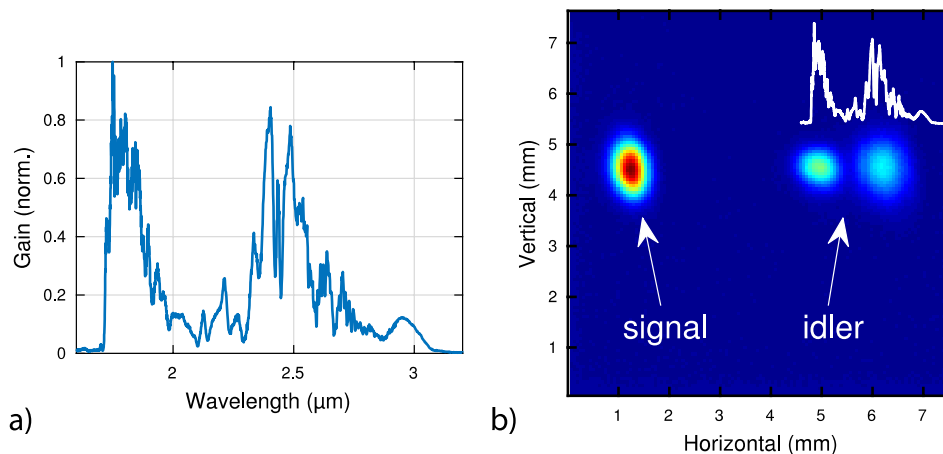 1
0.8
0.6
0.4
0.2
0
Gain (norm.)
2
2.5
3
Wavelength (µm)
a)
7
6
5
4
3
2
1
Vertical (mm)
signal
idler
1
2
3
4
5
6
7
Horizontal (mm)
b)